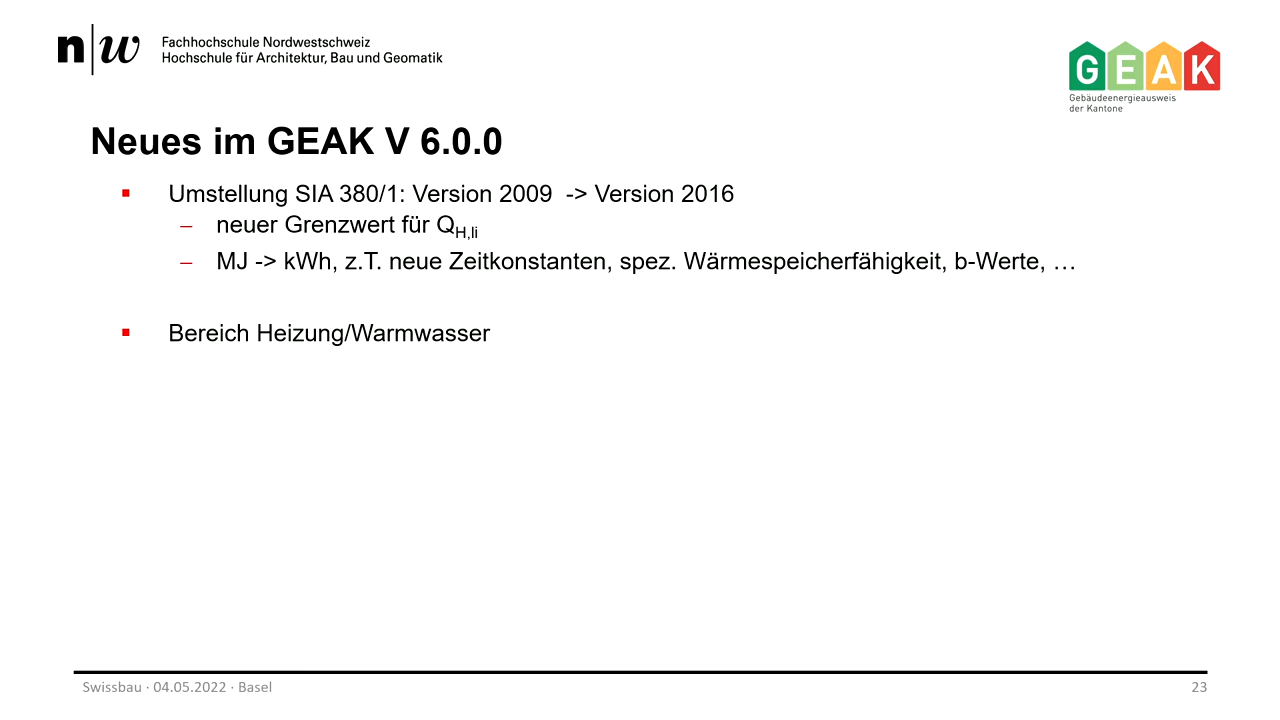 n|w
Fachhochschule Nordwestschweiz
Hochschule für Architektur, Bau und Geomatik
GEAK
Gebäudeenergieausweis
der Kantone
Neues im GEAK V 6.0.0
▪ Umstellung SIA 380/1: Version 2009  -> Version 2016
– neuer Grenzwert für Q_H,li
– MJ -> kWh, z.T. neue Zeitkonstanten, spez. Wärmespeicherfähigkeit, b-Werte, …
▪ Bereich Heizung/Warmwasser
Swissbau · 04.05.2022 · Basel
23